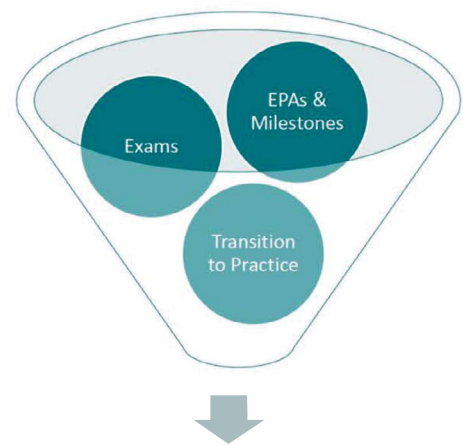 EPAs &
Milestones
Exams
Transition
to Practice